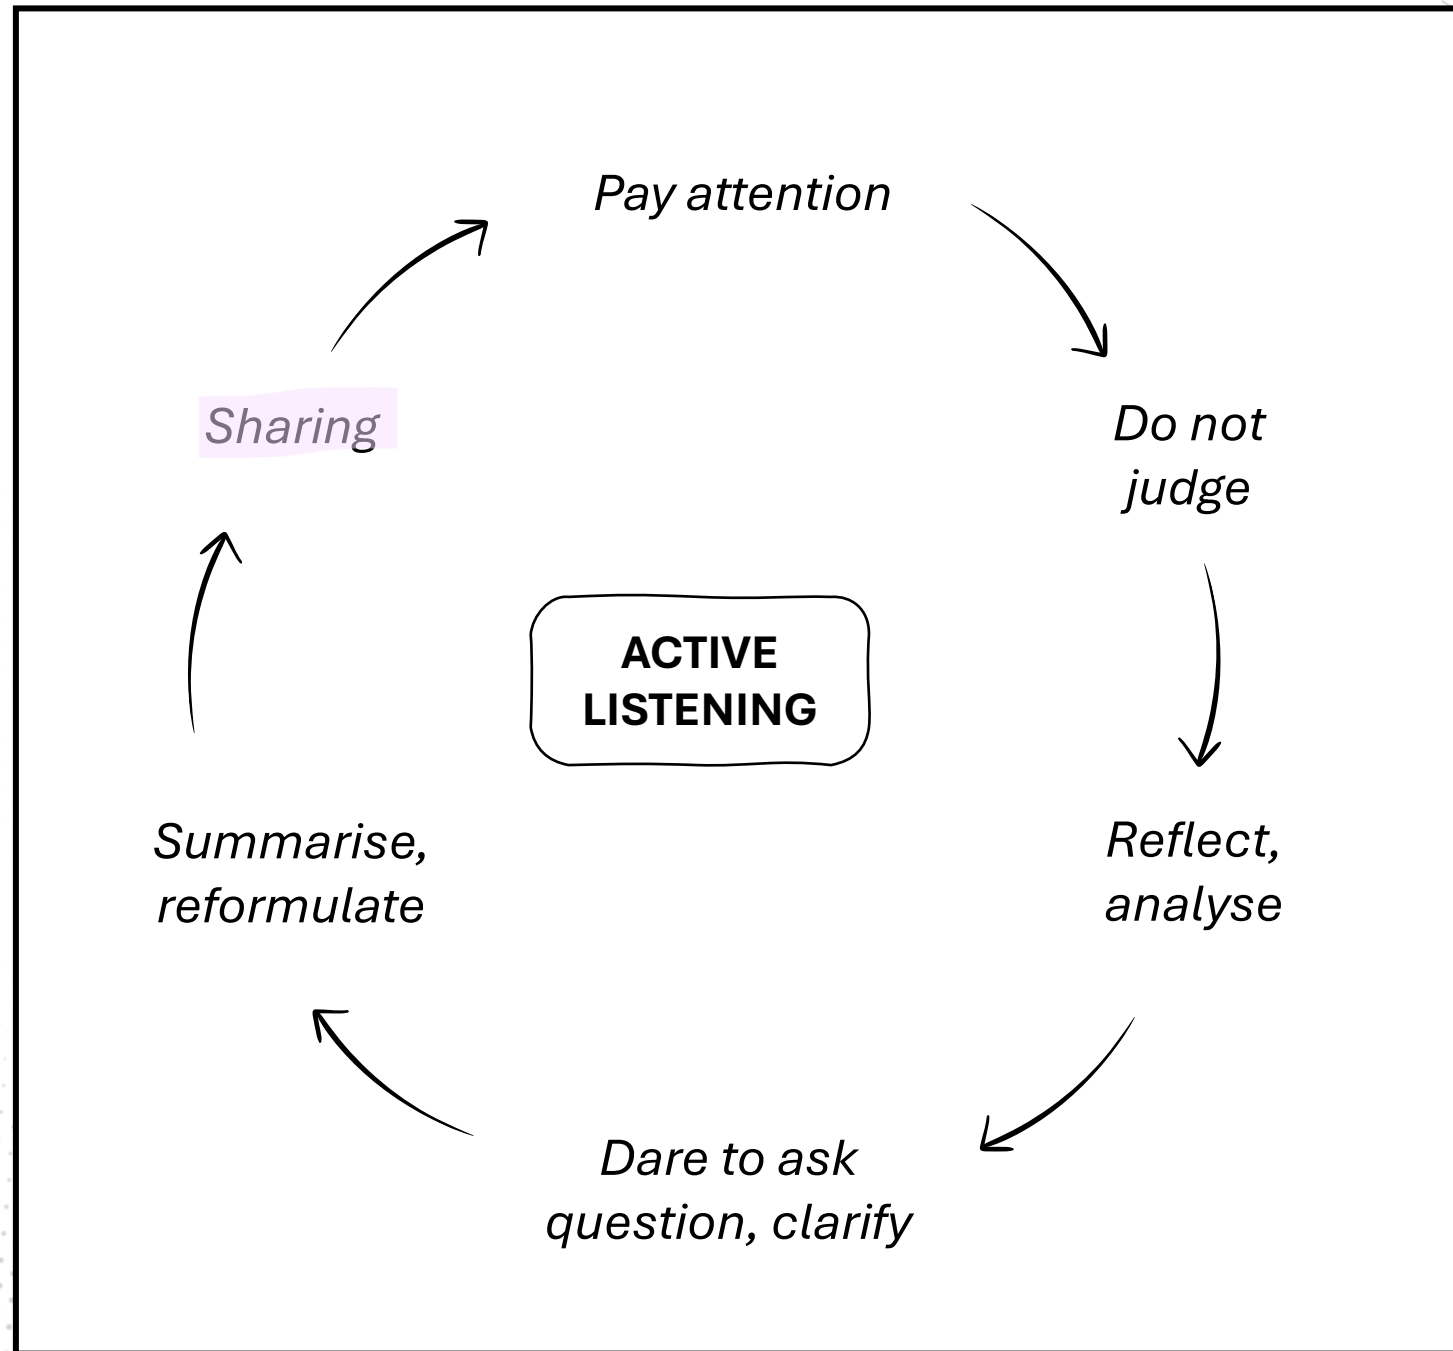 Pay attention
Do not
judge
Reflect,
analyse
Dare to ask
question, clarify
Summarise,
reformulate
Sharing
ACTIVE
LISTENING